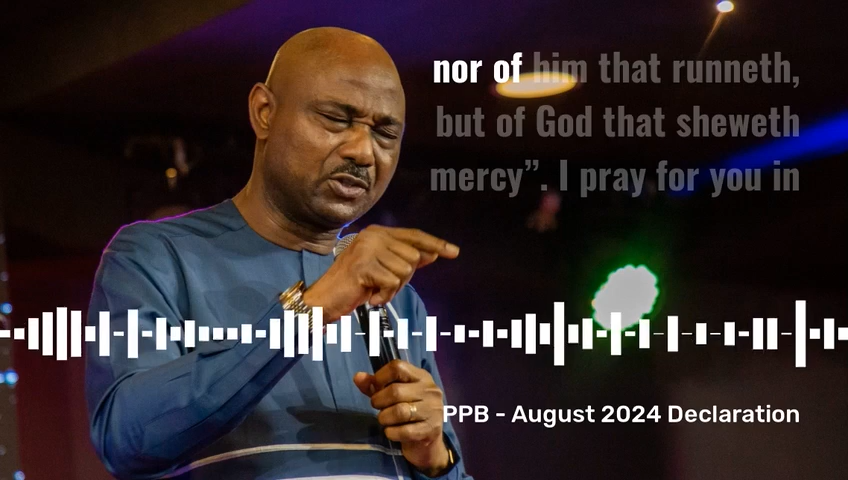 nor of him that runneth,
but of God that sheweth
mercy”. I pray for you in
PPB - August 2024 Declaration